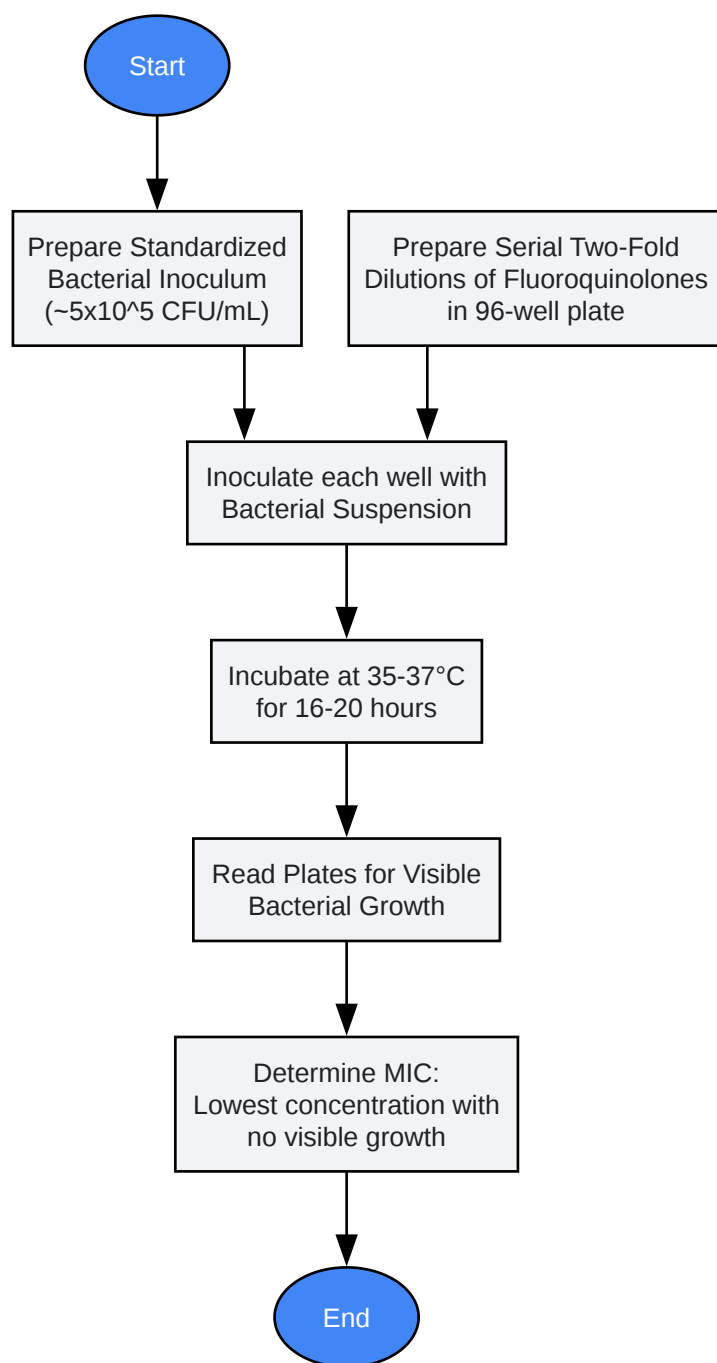 Start
Prepare Standardized
Bacterial Inoculum
(~5x10^5 CFU/mL)
Prepare Serial Two-Fold
Dilutions of Fluoroquinolones
in 96-well plate
Inoculate each well with
Bacterial Suspension
Incubate at 35-37°C
for 16-20 hours
Read Plates for Visible
Bacterial Growth
Determine MIC:
Lowest concentration with
no visible growth
End